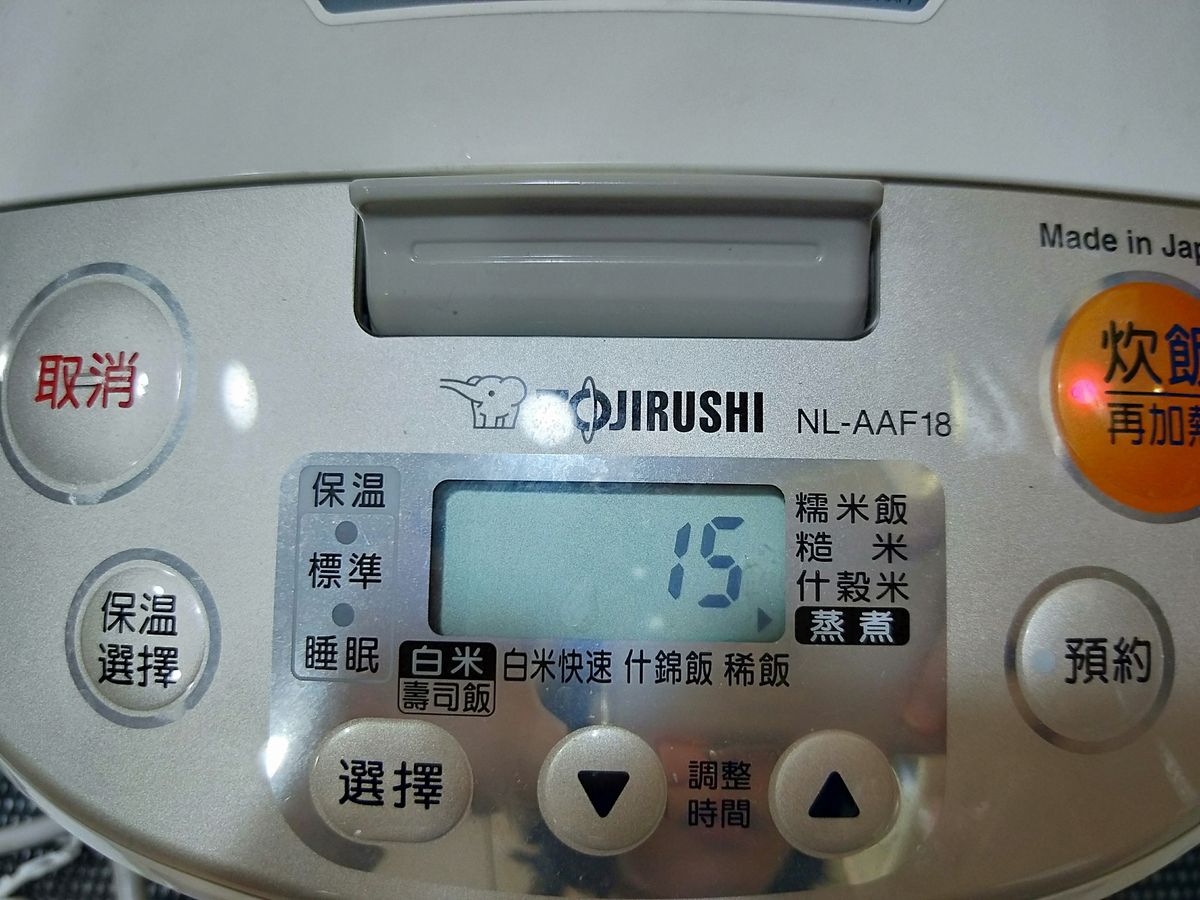 Made in Jap
取消
炊飯
再加熱
ZOJIRUSHI NL-AAF18
保温
標準
睡眠
15
糯米飯
糙 米
什穀米
蒸煮
白米 白米快速 什錦飯 稀飯
壽司飯
保温
選擇
預約
選擇
調整
時間